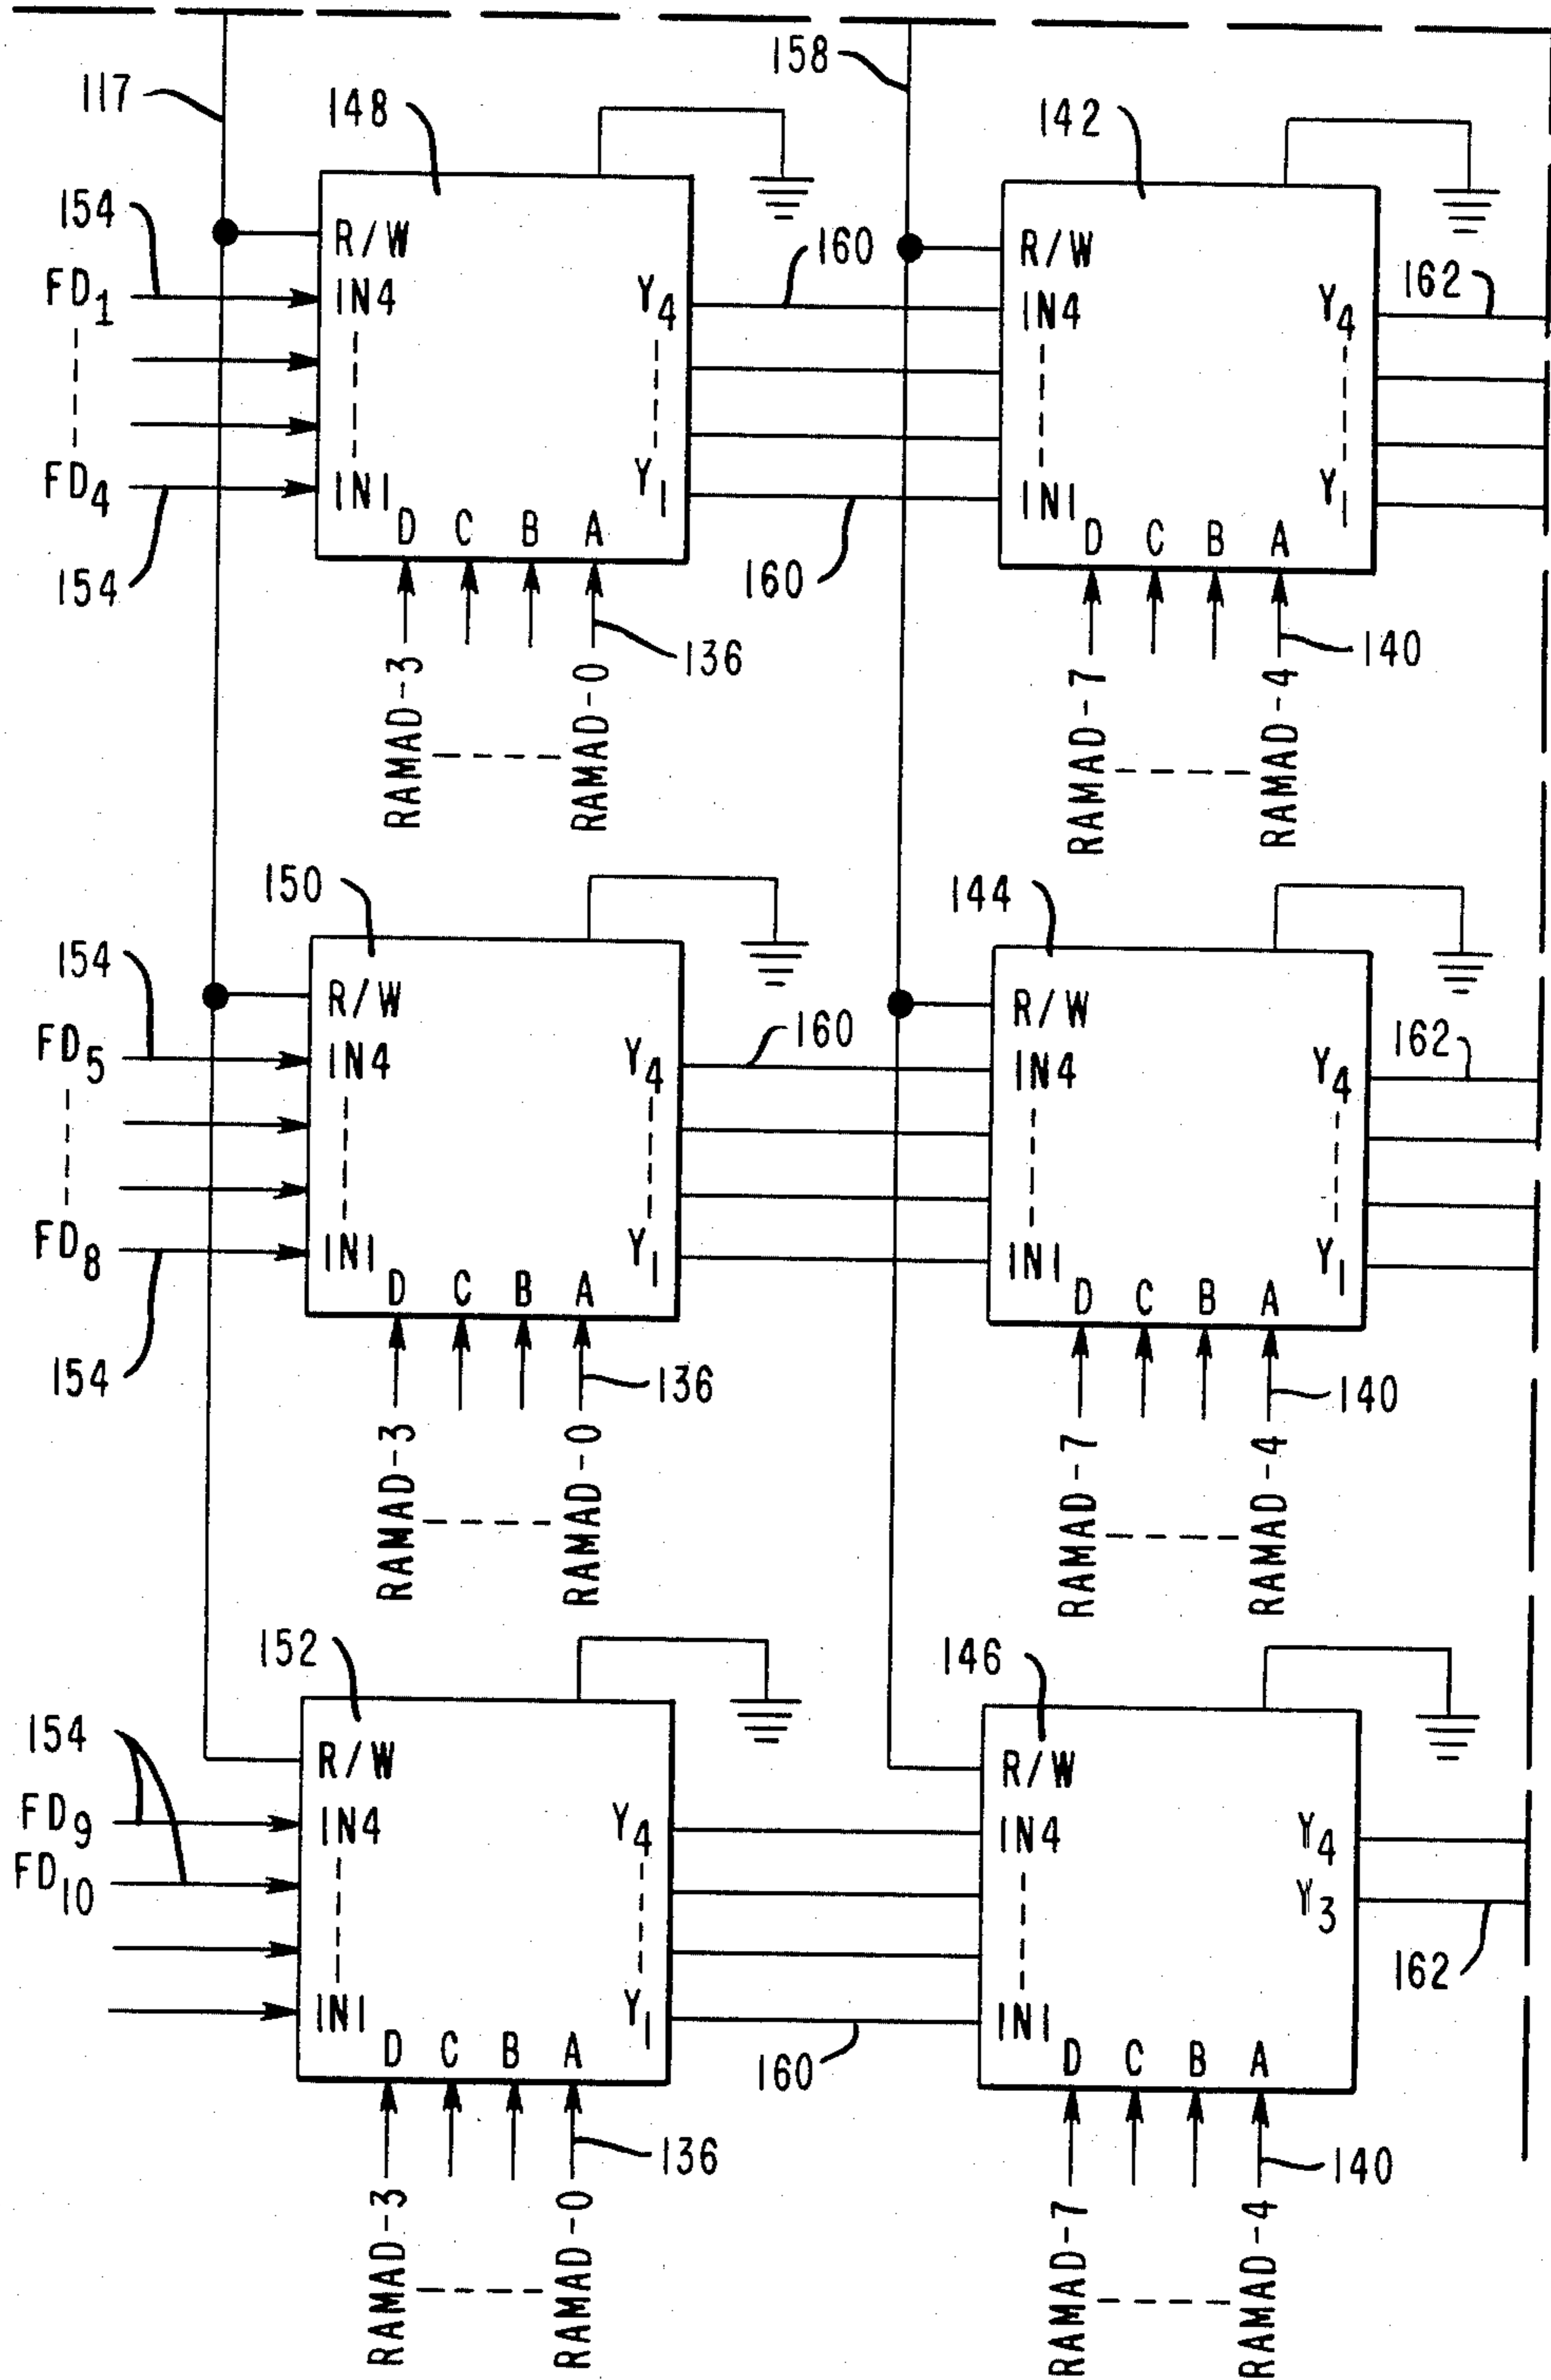 117
148
158
142
154
R/W
R/W
FD1
IN4
Y4
160
IN4
Y4
162
FD4
IN1
Y1
IN1
Y1
154
D C B A
160
D C B A
136
140
RAMAD-3
RAMAD-0
RAMAD-7
RAMAD-4
150
144
154
R/W
R/W
FD5
IN4
Y4
160
IN4
Y4
162
FD8
IN1
Y1
IN1
Y1
154
D C B A
D C B A
136
140
RAMAD-3
RAMAD-0
RAMAD-7
RAMAD-4
152
146
154
R/W
R/W
FD9
IN4
Y4
IN4
Y4
FD10
Y3
162
IN1
Y1
IN1
D C B A
160
D C B A
136
140
RAMAD-3
RAMAD-0
RAMAD-7
RAMAD-4